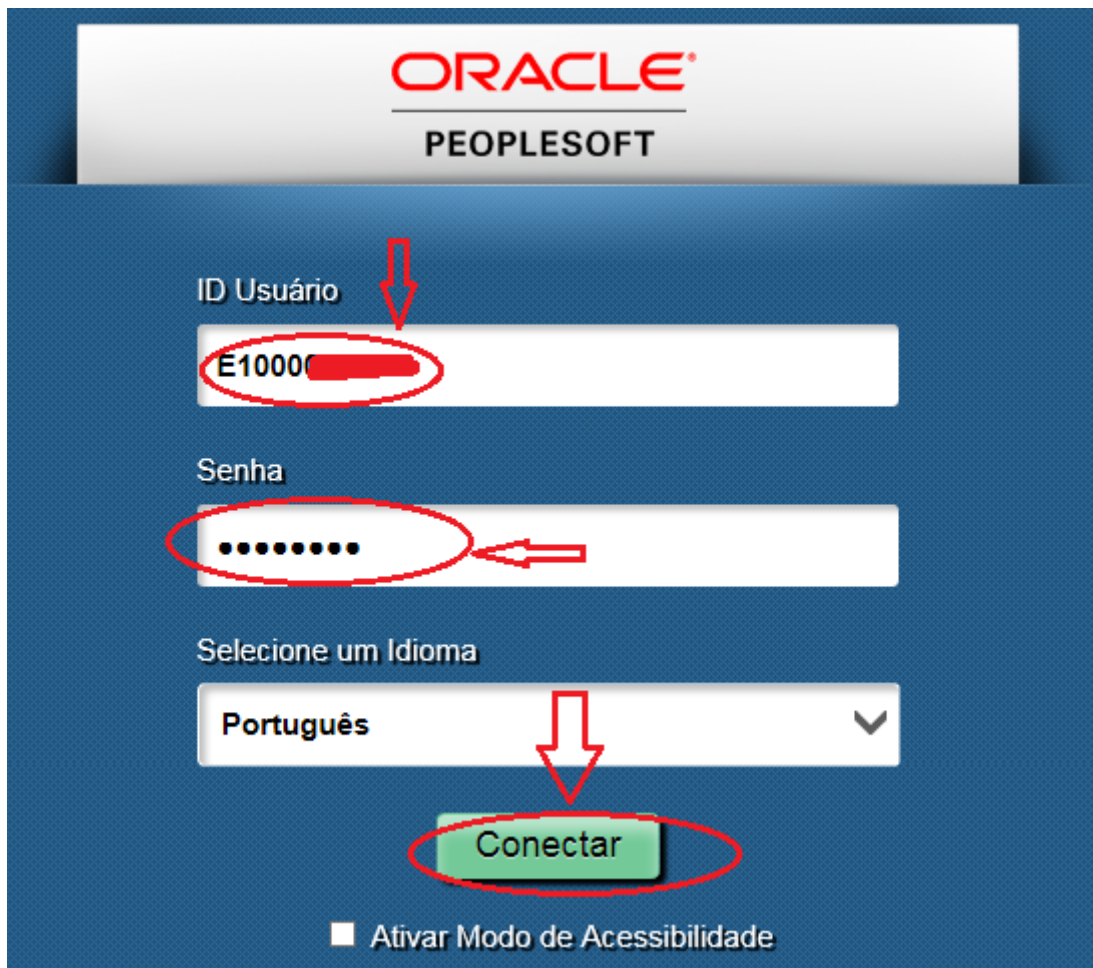 ORACLE®
PEOPLESOFT
ID Usuário
E1000
Senha
••••••••
Selecione um Idioma
Português
Conectar
Ativar Modo de Acessibilidade